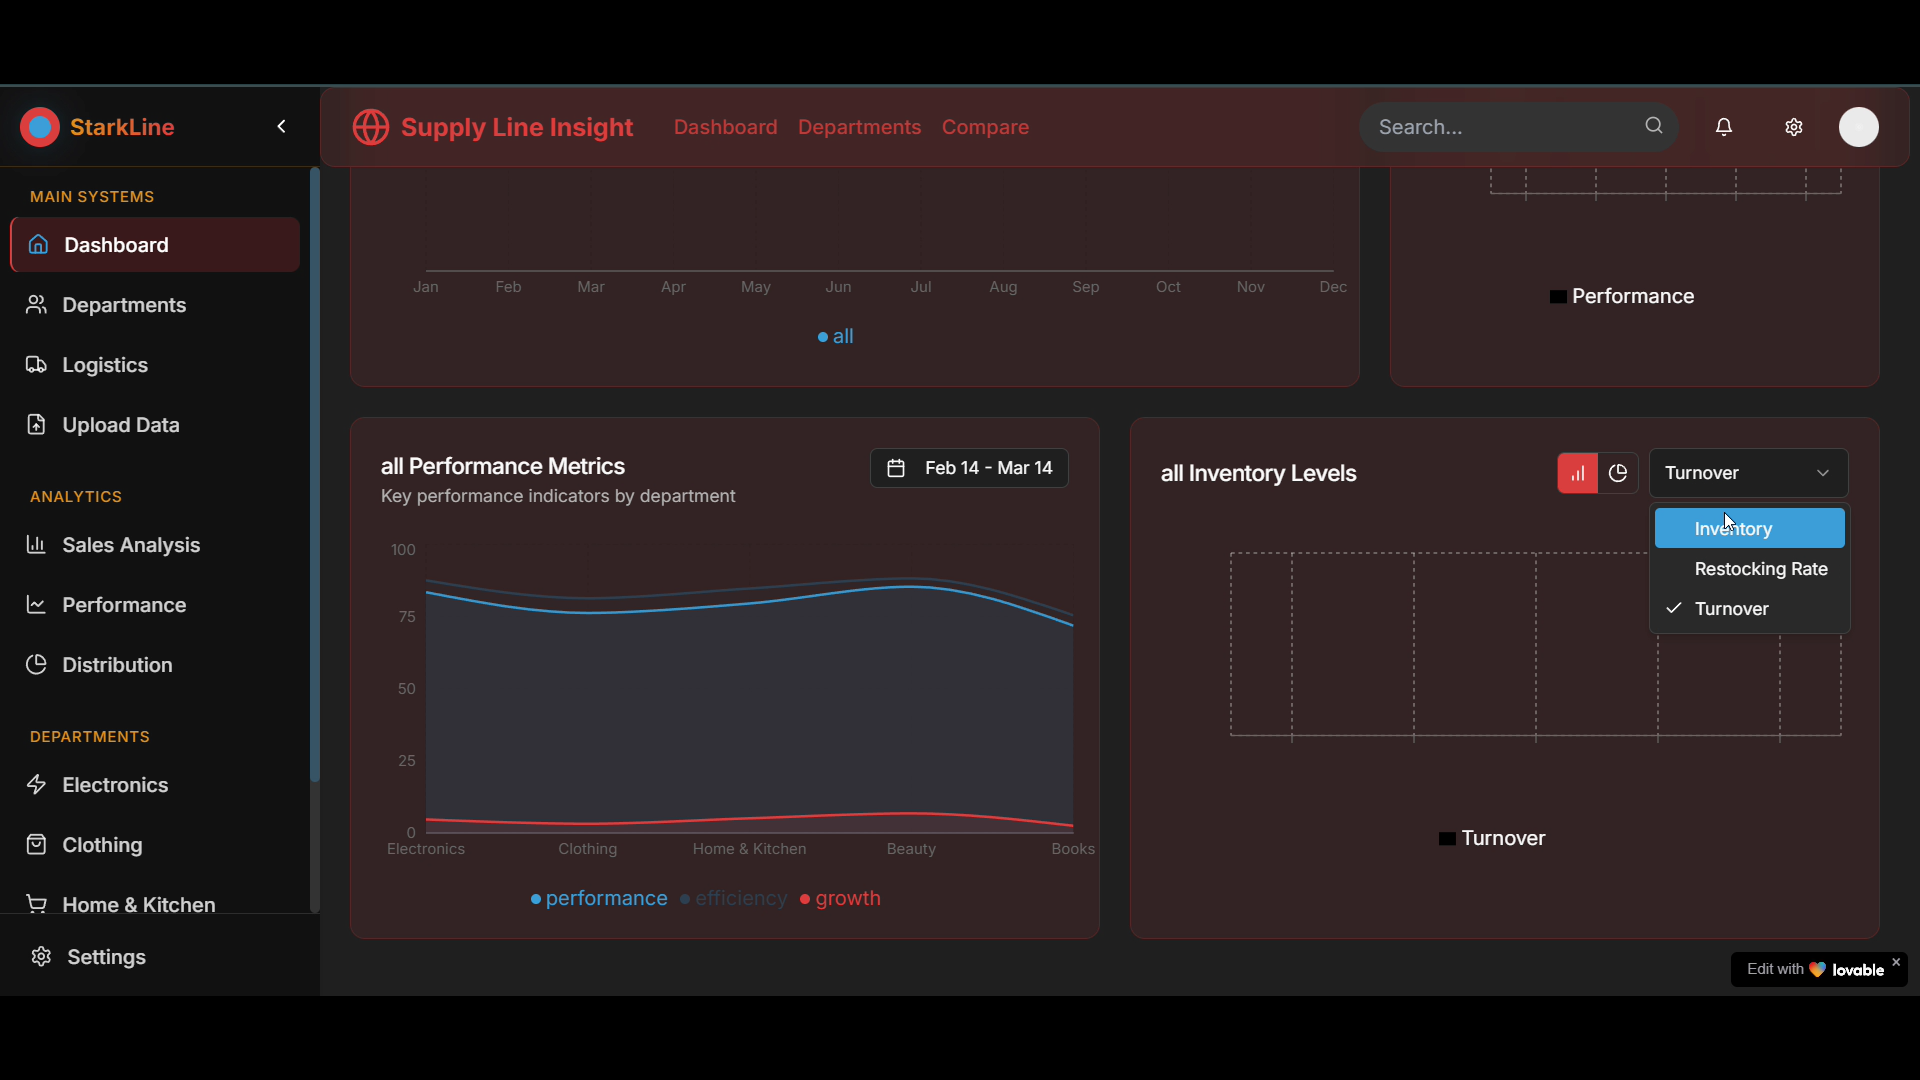 StarkLine
Supply Line Insight
Dashboard
Departments
Compare
Search...
MAIN SYSTEMS
Dashboard
Departments
Logistics
Upload Data
ANALYTICS
Sales Analysis
Performance
Distribution
DEPARTMENTS
Electronics
Clothing
Home & Kitchen
Settings
Jan Feb Mar Apr May Jun Jul Aug Sep Oct Nov Dec
all
Performance
all Performance Metrics
Key performance indicators by department
Feb 14 - Mar 14
100
75
50
25
0
Electronics Clothing Home & Kitchen Beauty Books
performance efficiency growth
all Inventory Levels
Turnover
Inventory
Restocking Rate
Turnover
Turnover
Edit with lovable ×